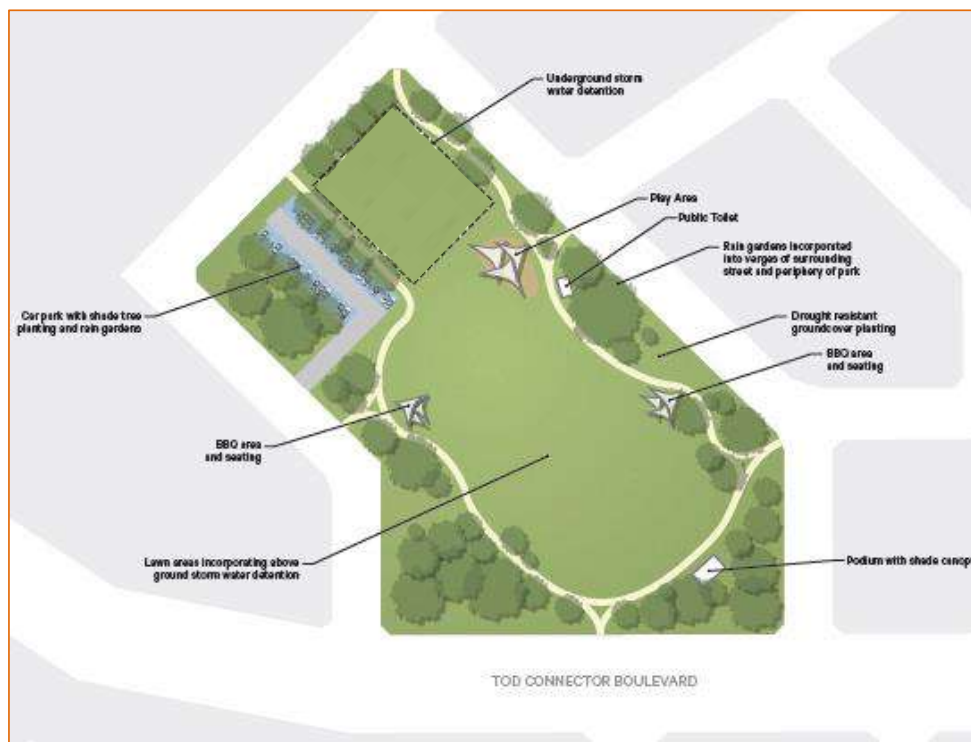 Underground storm
water detention
Play Area
Public Toilet
Rain gardens incorporated
into verges of surrounding
street and periphery of park
Car park with shade tree
planting and rain gardens
Drought resistant
groundcover planting
BBQ area
and seating
BBQ area
and seating
Lawn areas incorporating above
ground storm water detention
Podium with shade canop
TOD CONNECTOR BOULEVARD